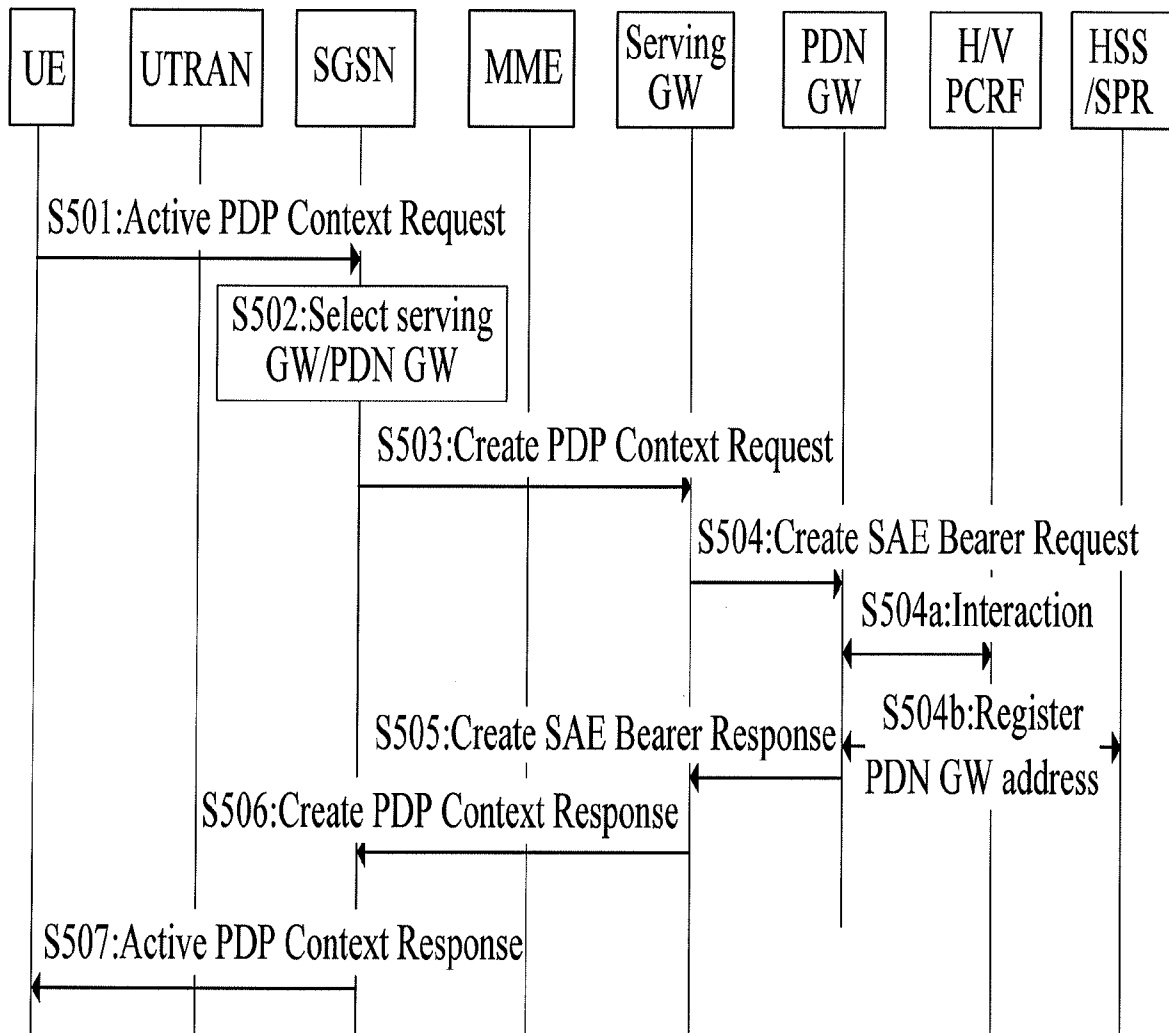 UE
UTRAN
SGSN
MME
Serving
GW
PDN
GW
H/V
PCRF
HSS
/SPR
S501:Active PDP Context Request
S502:Select serving
GW/PDN GW
S503:Create PDP Context Request
S504:Create SAE Bearer Request
S504a:Interaction
S504b:Register
PDN GW address
S505:Create SAE Bearer Response
S506:Create PDP Context Response
S507:Active PDP Context Response